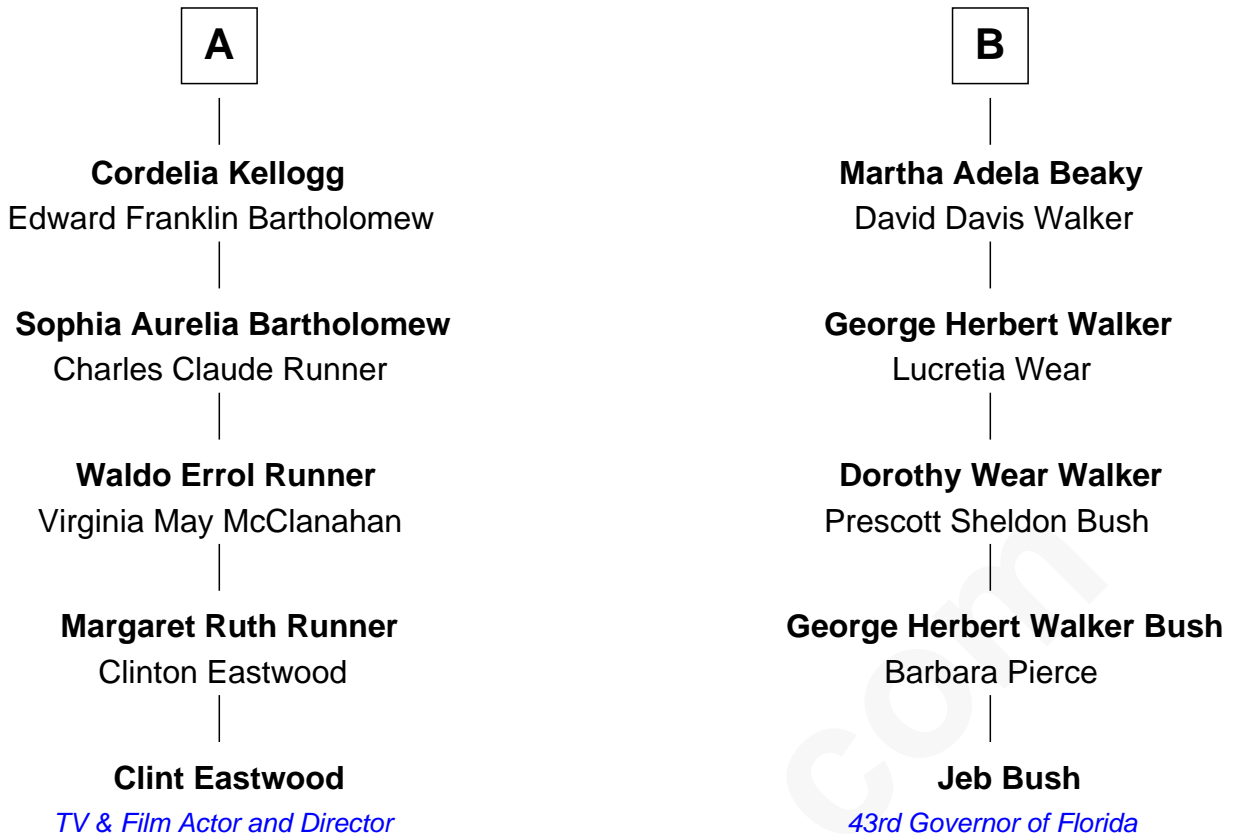 A
Cordelia Kellogg
Edward Franklin Bartholomew
Sophia Aurelia Bartholomew
Charles Claude Runner
Waldo Errol Runner
Virginia May McClanahan
Margaret Ruth Runner
Clinton Eastwood
Clint Eastwood
TV & Film Actor and Director
B
Martha Adela Beaky
David Davis Walker
George Herbert Walker
Lucretia Wear
Dorothy Wear Walker
Prescott Sheldon Bush
George Herbert Walker Bush
Barbara Pierce
Jeb Bush
43rd Governor of Florida
com